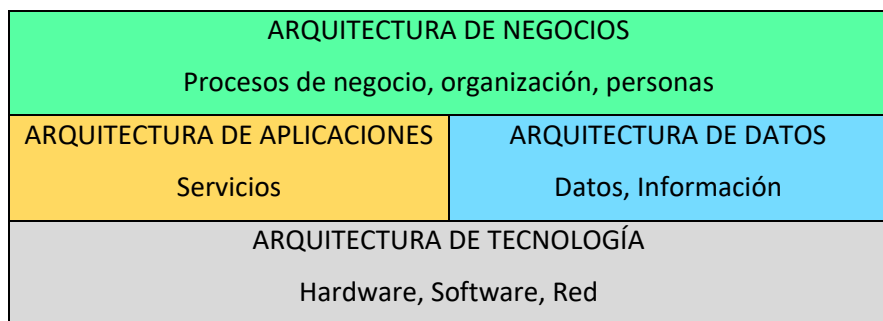 ARQUITECTURA DE NEGOCIOS
Procesos de negocio, organización, personas
ARQUITECTURA DE APLICACIONES
Servicios
ARQUITECTURA DE DATOS
Datos, Información
ARQUITECTURA DE TECNOLOGÍA
Hardware, Software, Red